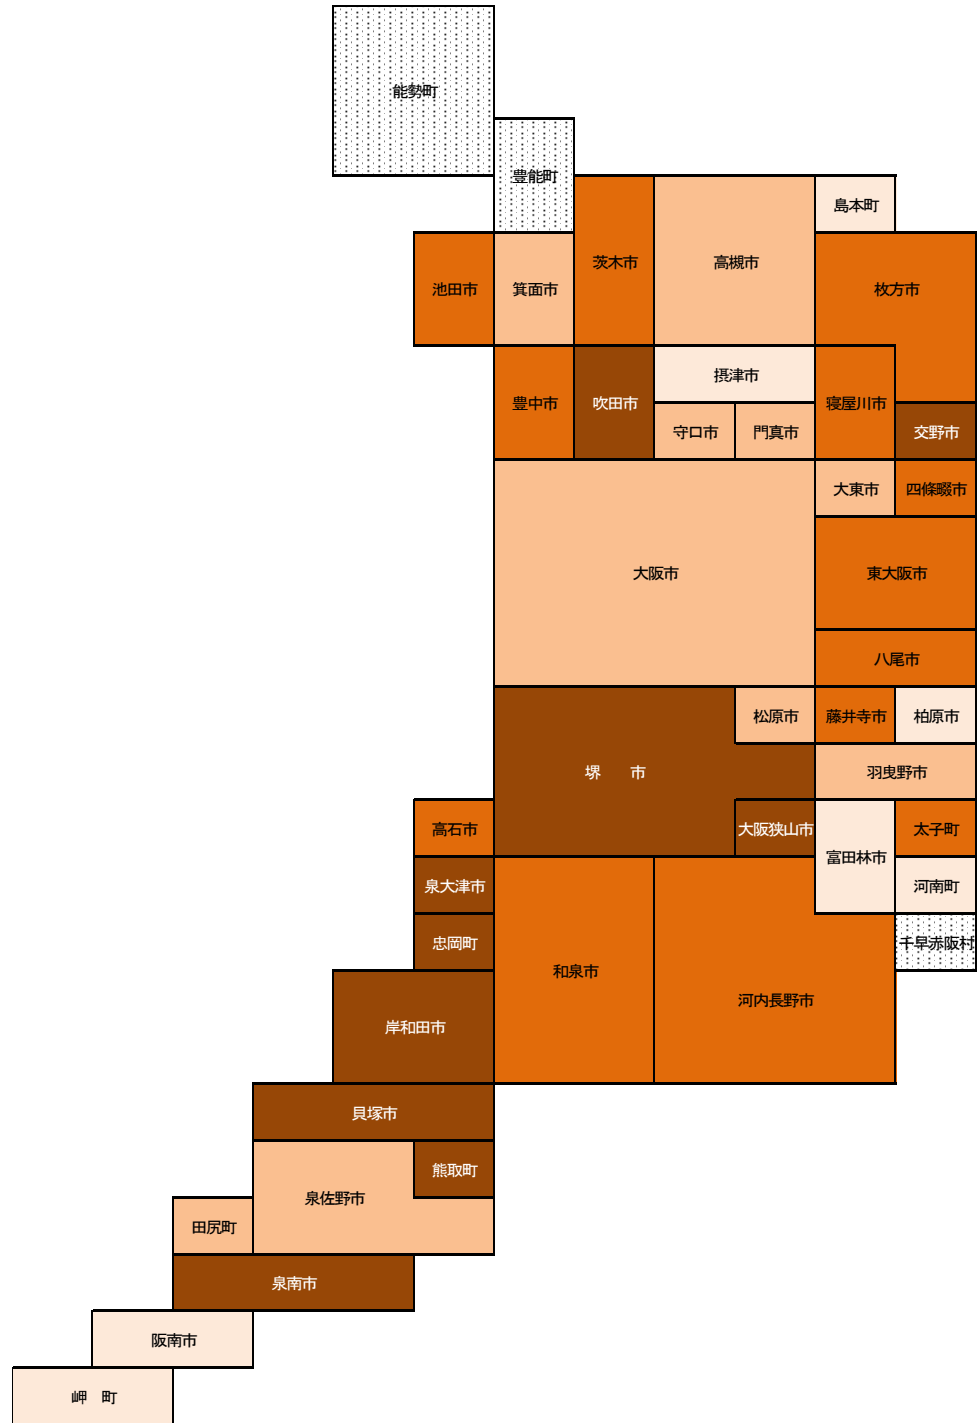 能勢町
豊能町
島本町
茨木市
高槻市
池田市
箕面市
枚方市
摂津市
豊中市
吹田市
寝屋川市
守口市
門真市
交野市
大東市
四條畷市
大阪市
東大阪市
八尾市
松原市
藤井寺市
柏原市
堺　市
羽曳野市
高石市
大阪狭山市
太子町
富田林市
泉大津市
河南町
忠岡町
千早赤阪村
和泉市
河内長野市
岸和田市
貝塚市
熊取町
泉佐野市
田尻町
泉南市
阪南市
岬　町